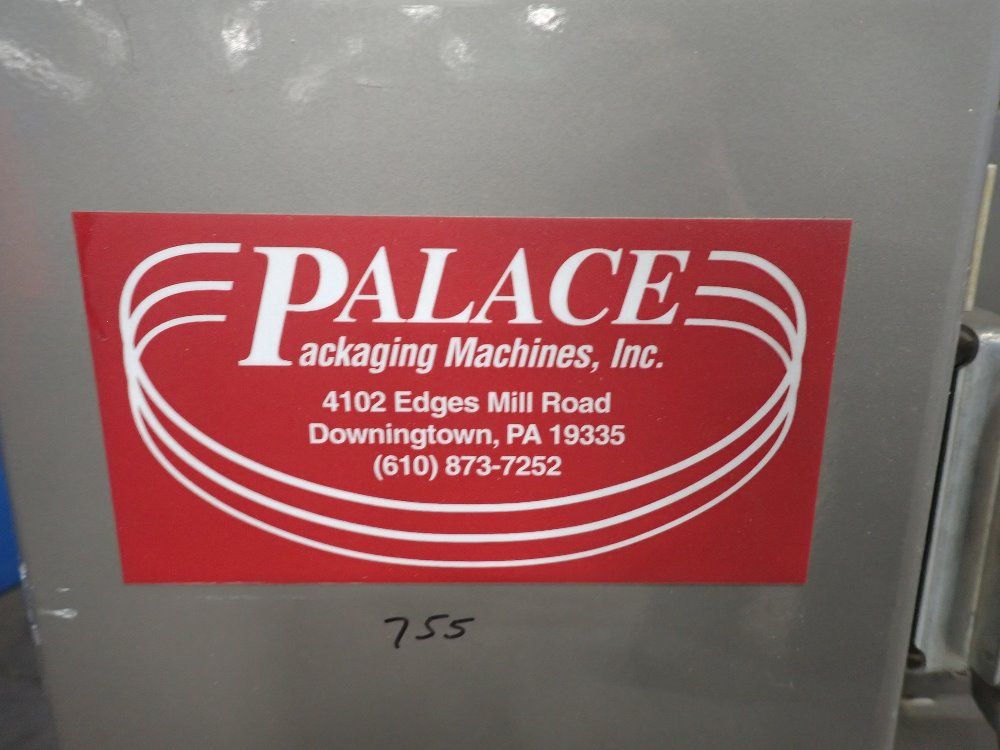 PALACE
Packaging Machines, Inc.
4102 Edges Mill Road
Downingtown, PA 19335
(610) 873-7252
755